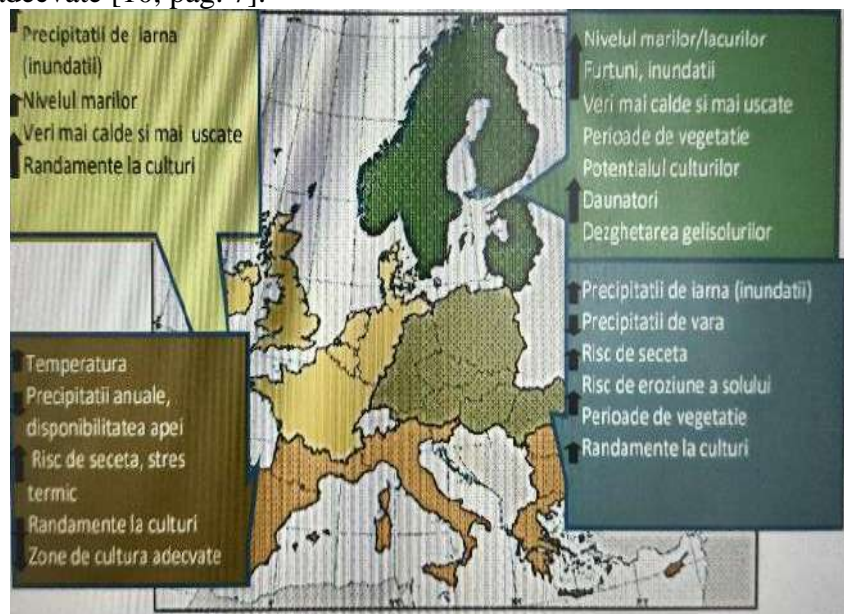 adecvate [10, pag. 7].
Precipitatii de iarna
(inundatii)
Nivelul marilor
Veri mai calde si mai uscate
Randamente la culturi
Nivelul marilor/lacurilor
Furtuni, inundatii
Veri mai calde si mai uscate
Perioade de vegetatie
Potentialul culturilor
Daunatori
Dezghetarea gelisolurilor
Precipitatii de iarna (inundatii)
Precipitatii de vara
Risc de seceta
Risc de eroziune a solului
Perioade de vegetatie
Randamente la culturi
Temperatura
Precipitatii anuale,
disponibilitatea apei
Risc de seceta, stres
termic
Randamente la culturi
Zone de cultura adecvate